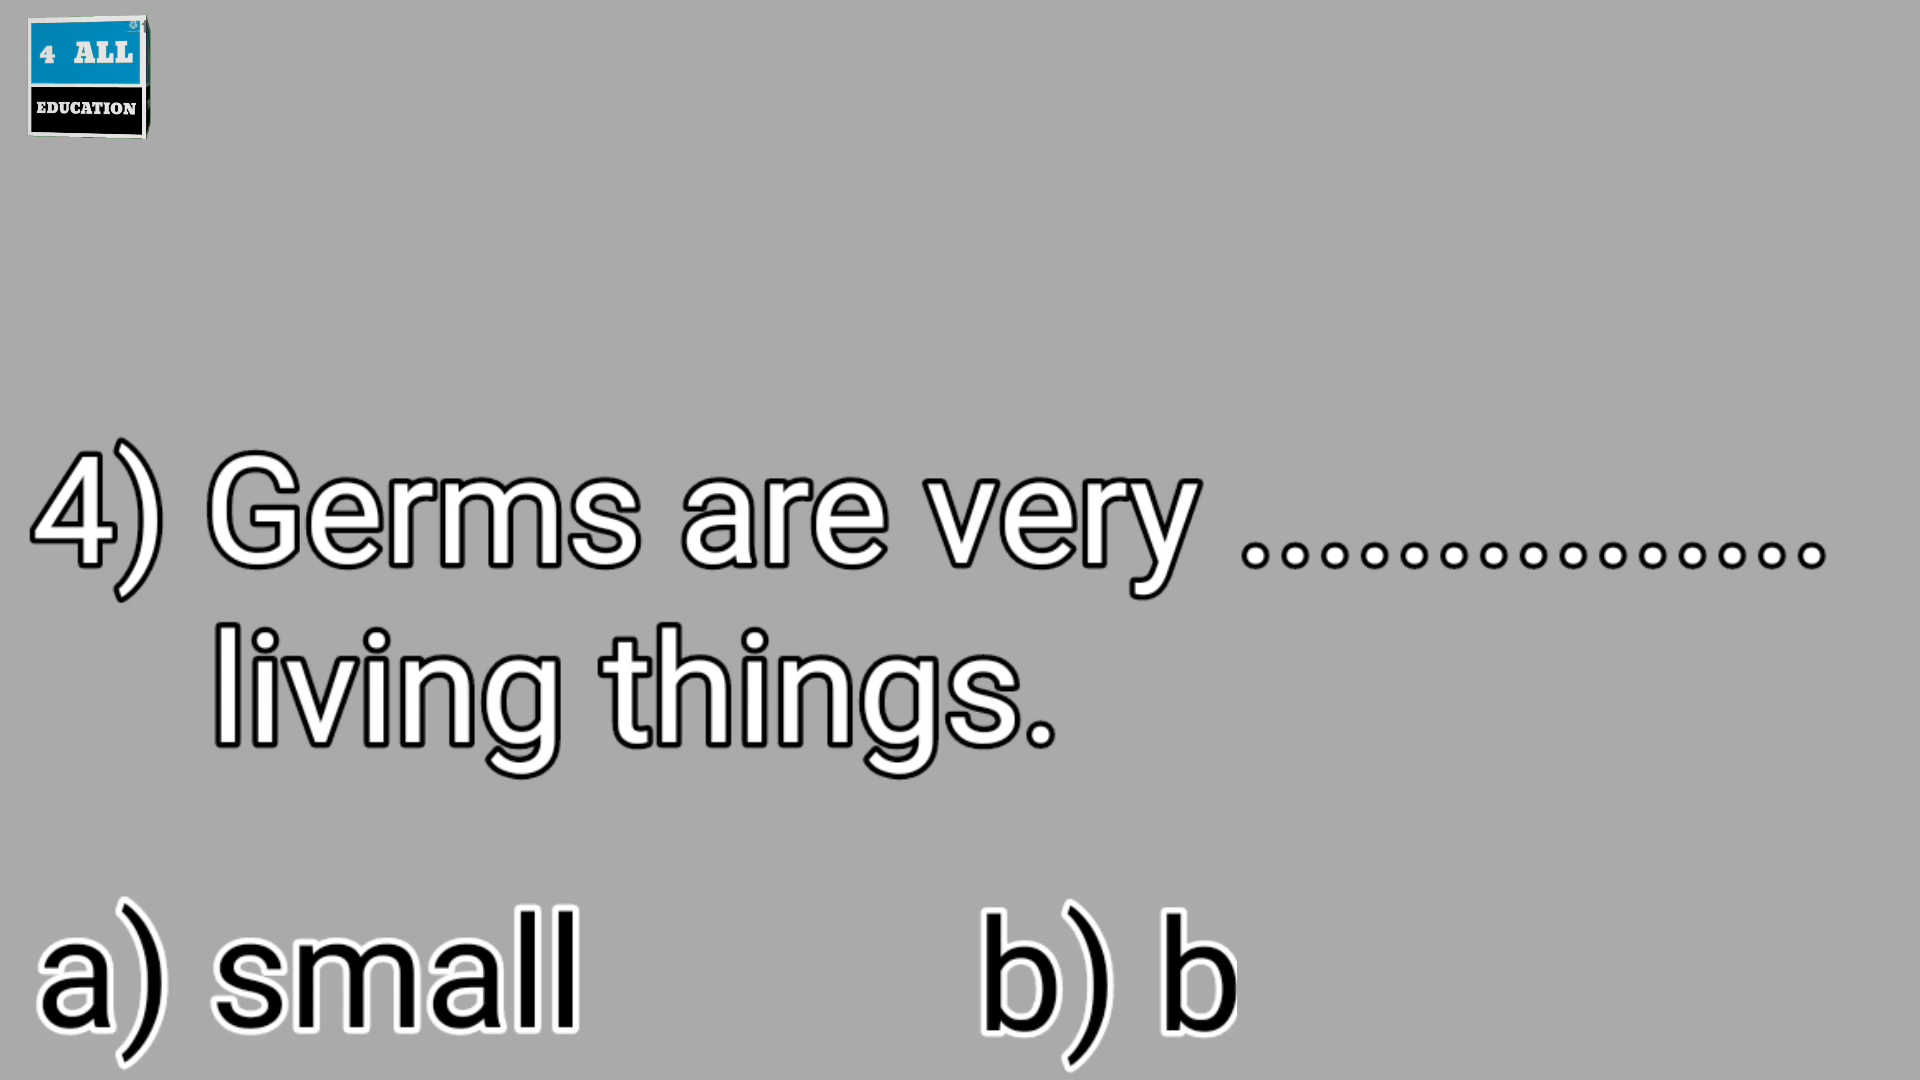 4 ALL
EDUCATION
4) Germs are very ...............
living things.
a) small b) b